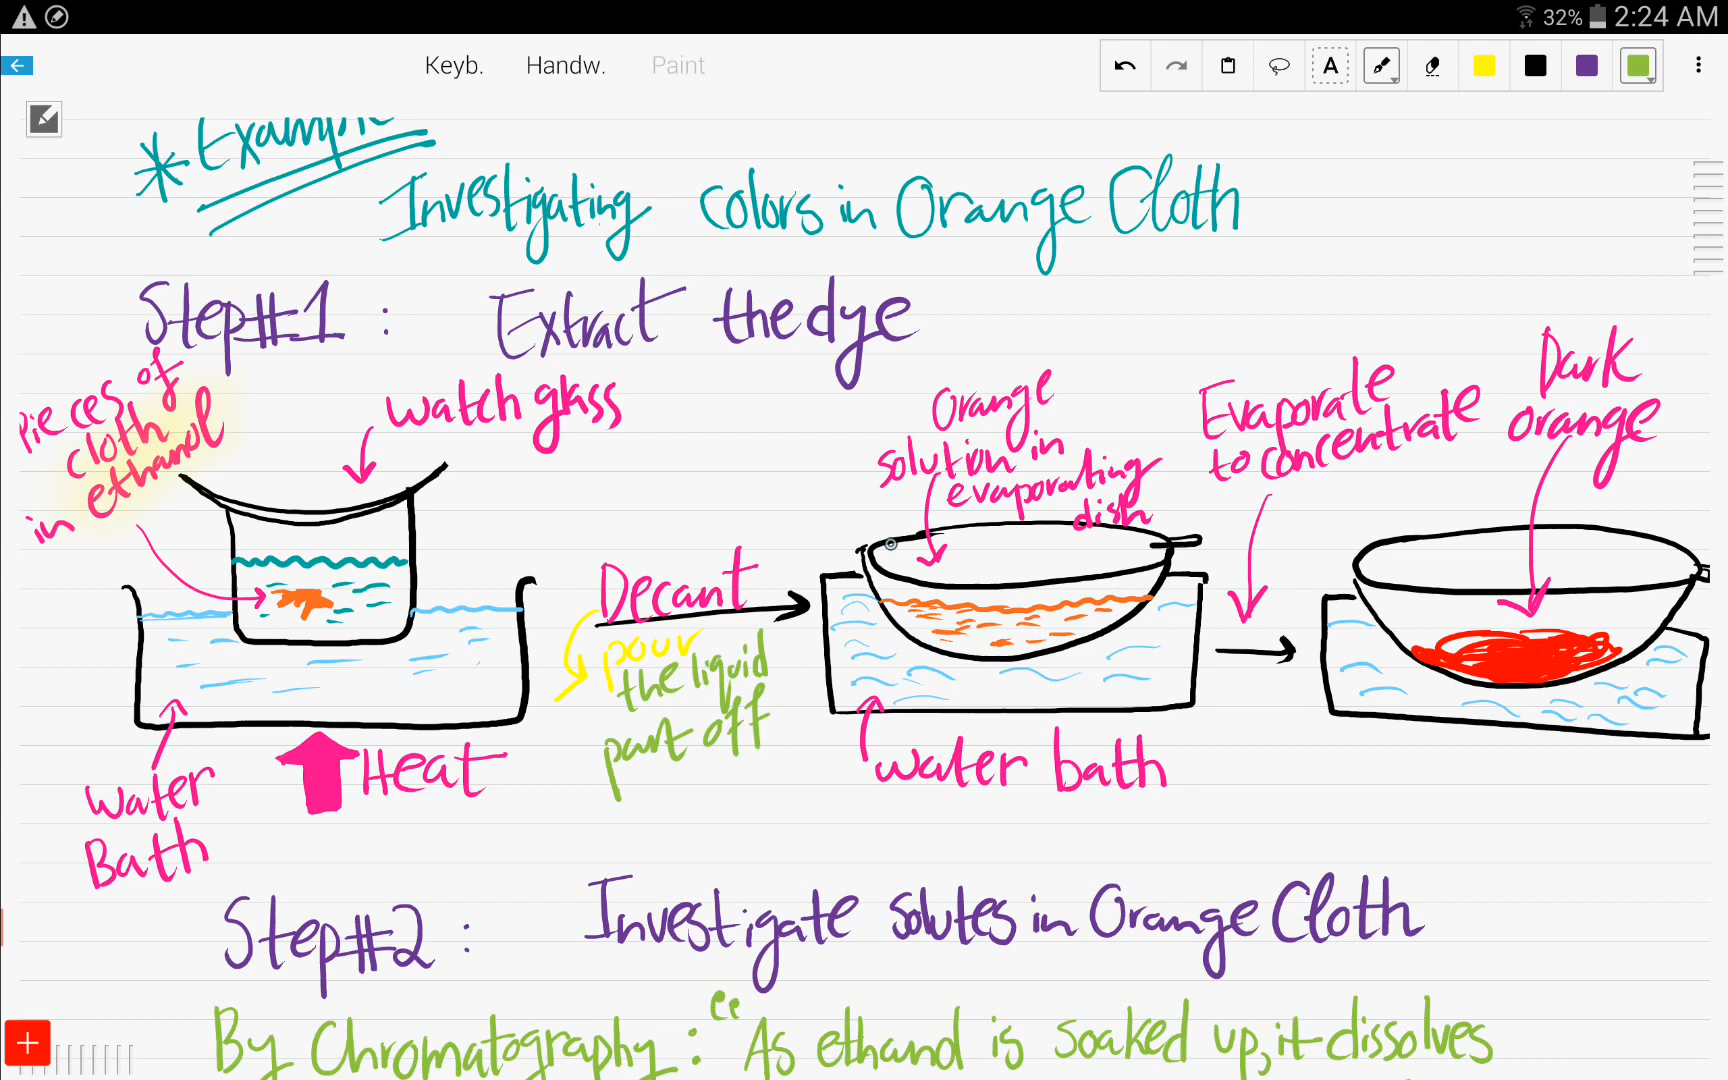 32% 2:24 AM
Keyb. Handw. Paint
A
* Example
Investigating colors in Orange Cloth
Step#1 : Extract the dye
Pieces of
cloth
in ethanol
watch glass
Orange
solution in
evaporating
dish
Evaporate
to concentrate
Dark
orange
Decant
pour
the liquid
part off
Water
Bath
Heat
water bath
Step#2 : Investigate solutes in Orange Cloth
By Chromatography : “ As ethanol is soaked up, it dissolves